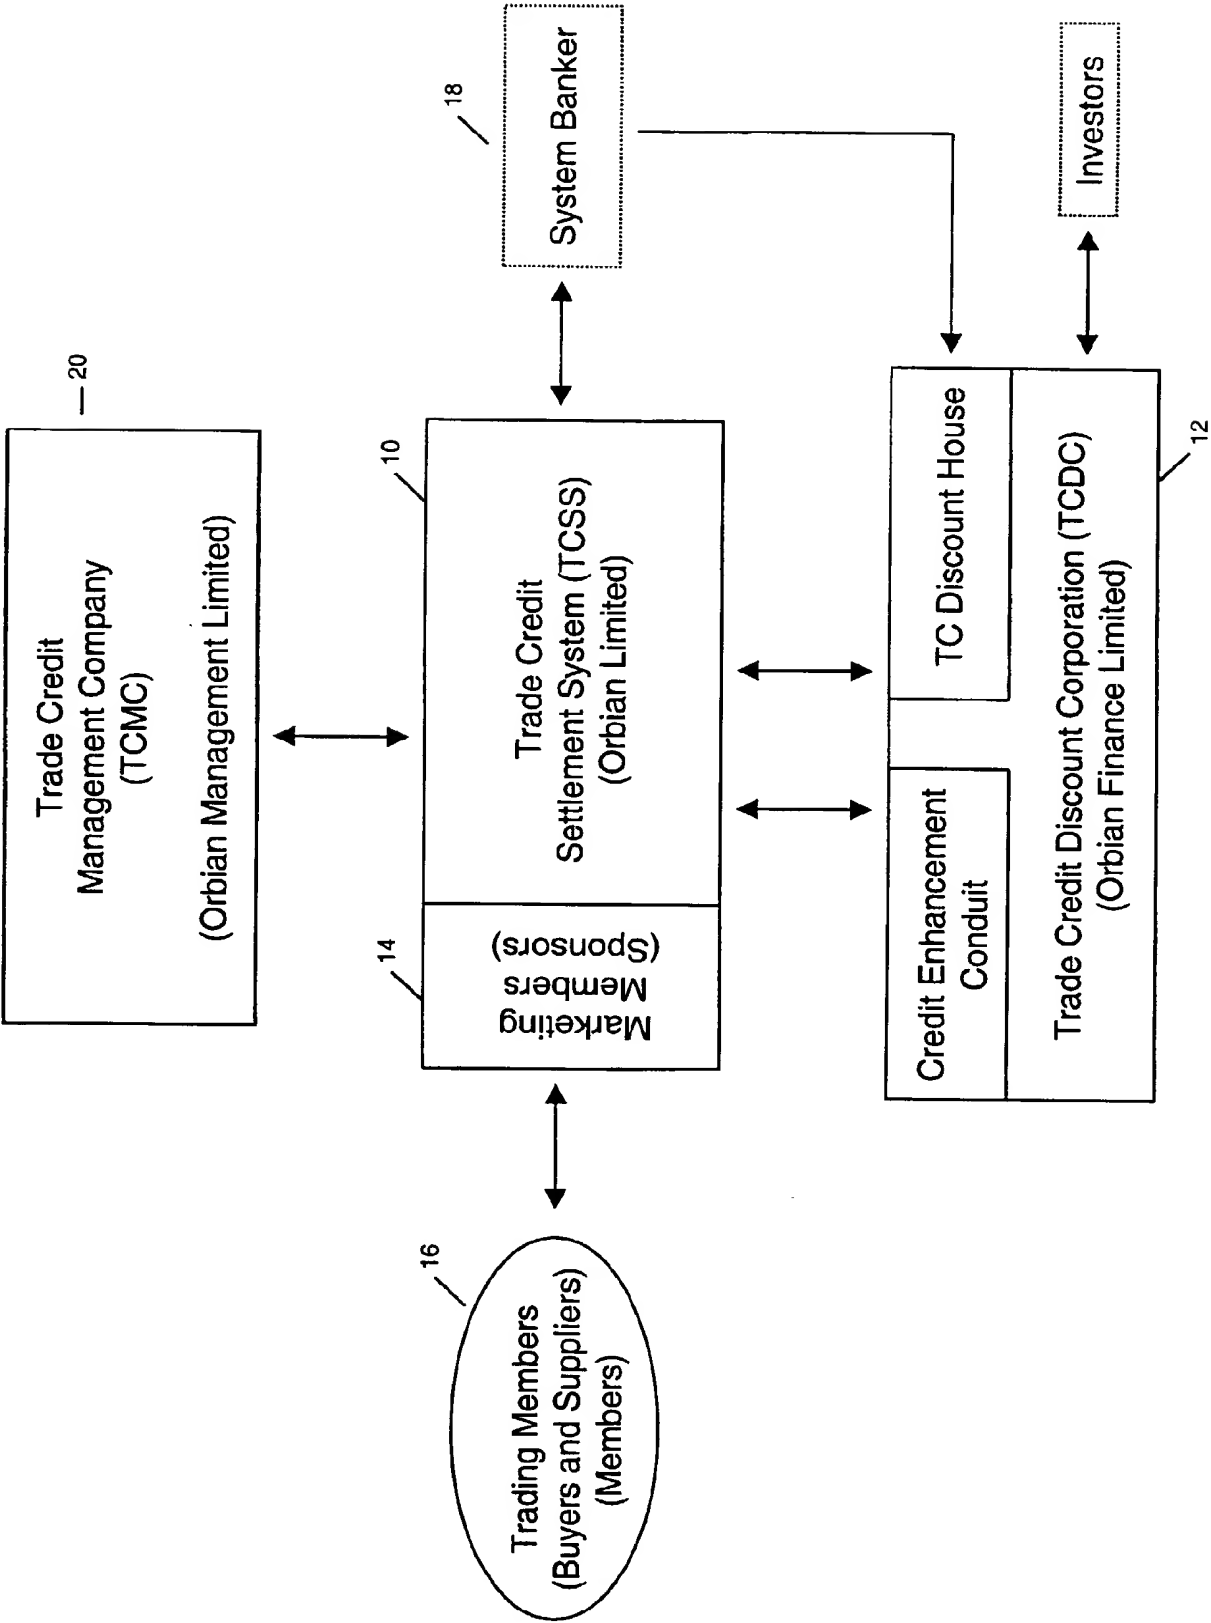 20
Trade Credit
Management Company
(TCMC)
(Orbian Management Limited)
16
Trading Members
(Buyers and Suppliers)
(Members)
14
Marketing
Members
(Sponsors)
10
Trade Credit
Settlement System (TCSS)
(Orbian Limited)
18
System Banker
Credit Enhancement
Conduit
TC Discount House
Trade Credit Discount Corporation (TCDC)
(Orbian Finance Limited)
12
Investors